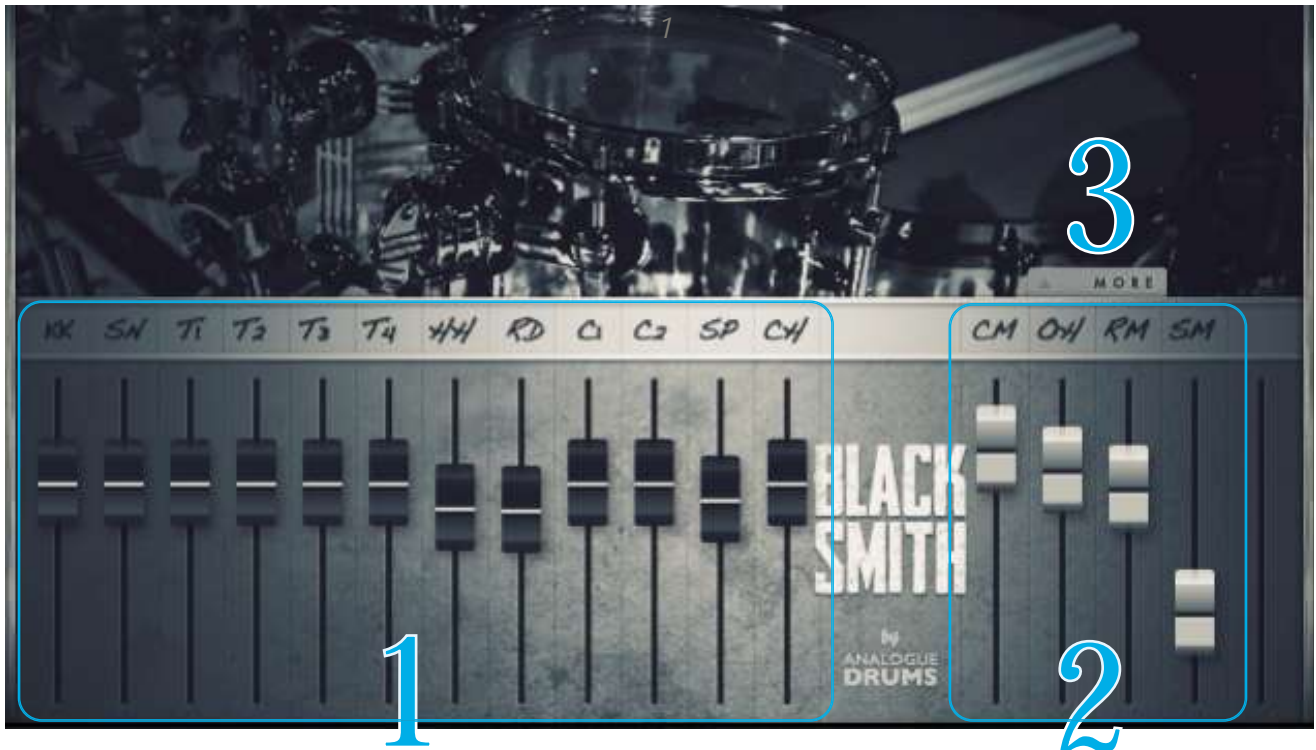 1
3
MORE
KK SN T1 T2 T3 T4 HH RD C1 C2 SP CH
CM OH RM SM
BLACK
SMITH
by
ANALOGUE
DRUMS
1
2